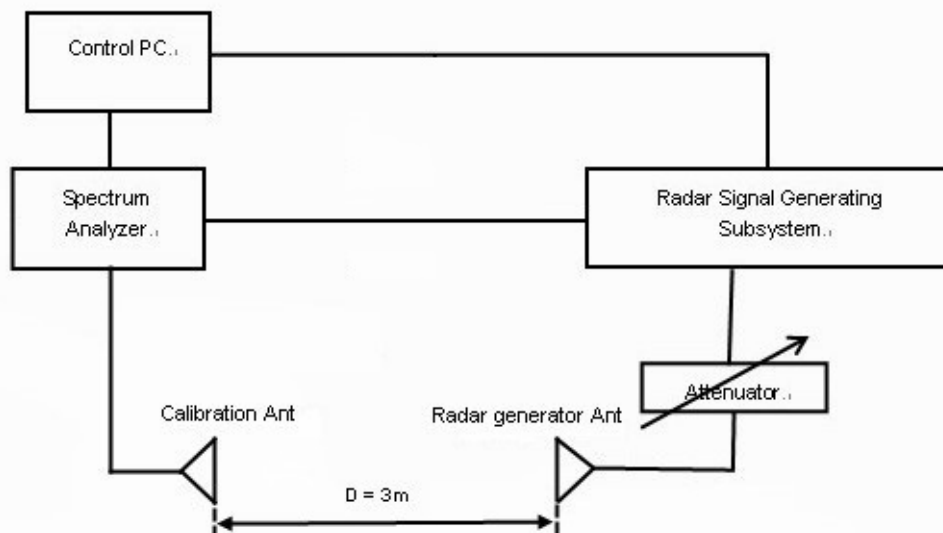 Control PC.
Spectrum
Analyzer.
Radar Signal Generating
Subsystem.
Attenuator.
Calibration Ant
Radar generator Ant
D = 3m